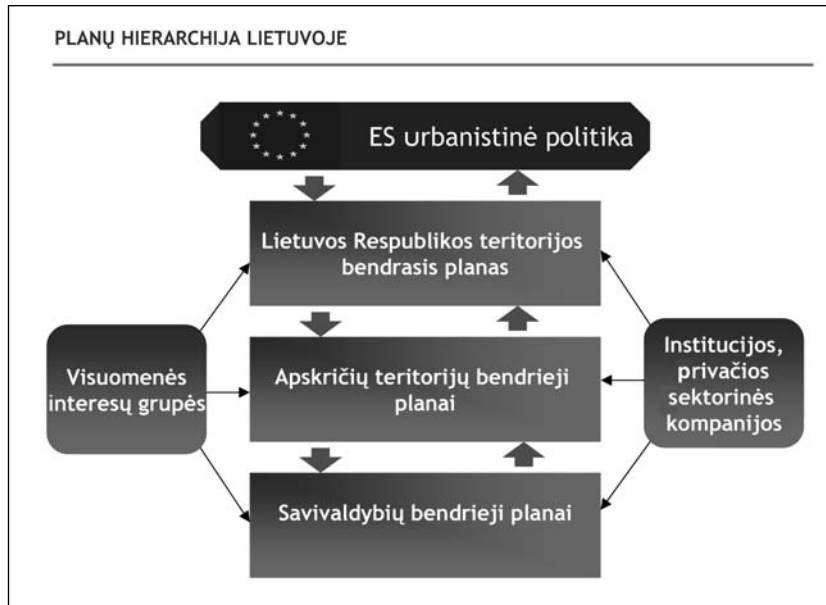 PLANŲ HIERARCHIJA LIETUVOJE
ES urbanistinė politika
Lietuvos Respublikos teritorijos
bendrasis planas
Visuomenės
interesų grupės
Apskričių teritorijų bendrieji
planai
Institucijos,
privačios
sektorinės
kompanijos
Savivaldybių bendrieji planai